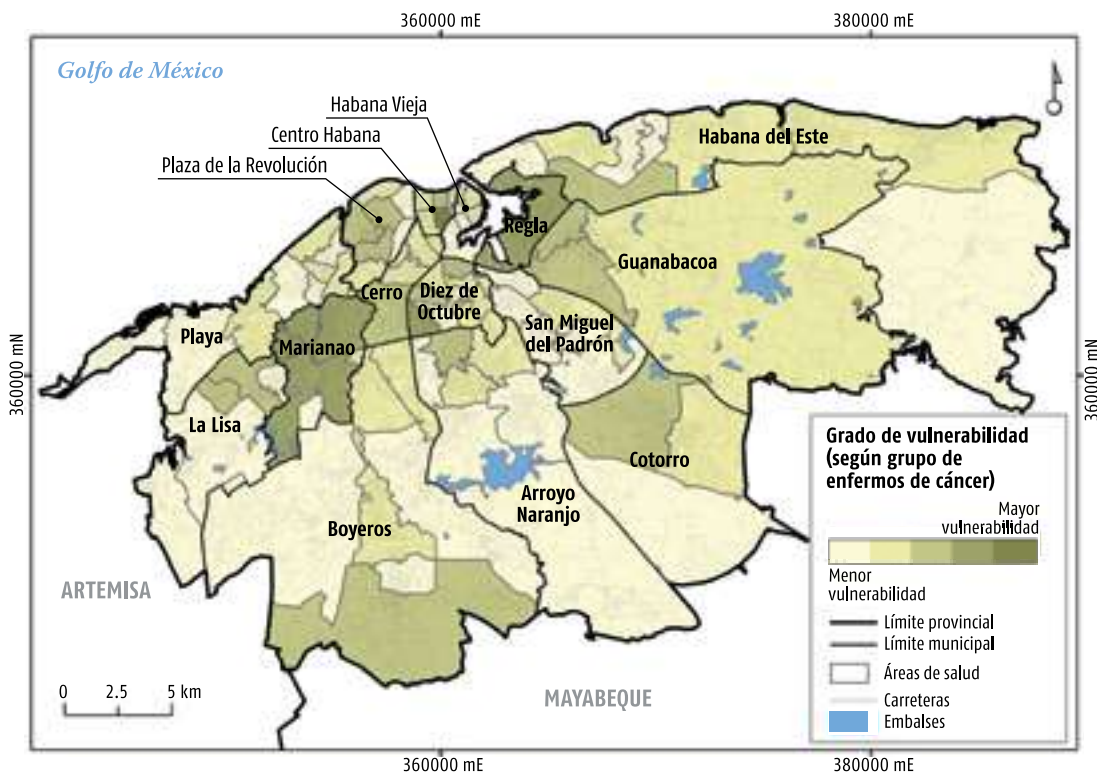 360000 mE
380000 mE
Golfo de México
Habana Vieja
Centro Habana
Plaza de la Revolución
Habana del Este
Regla
Guanabacoa
Cerro
Diez de
Octubre
San Miguel
del Padrón
Playa
Marianao
360000 mN
360000 mN
La Lisa
Cotorro
Arroyo
Naranjo
Boyeros
ARTEMISA
MAYABEQUE
0 2.5 5 km
Grado de vulnerabilidad
(según grupo de
enfermos de cáncer)
Mayor
vulnerabilidad
Menor
vulnerabilidad
Límite provincial
Límite municipal
Áreas de salud
Carreteras
Embalses
360000 mE
380000 mE